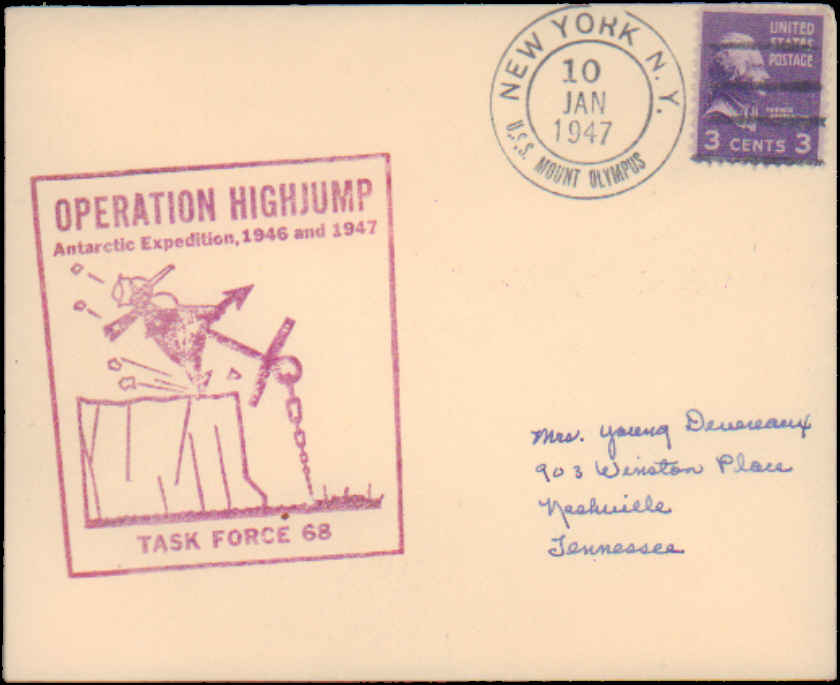 NEW YORK N.Y.
10
JAN
1947
U.S.S. MOUNT OLYMPUS
UNITED
STATES
POSTAGE
3 CENTS 3
OPERATION HIGHJUMP
Antarctic Expedition, 1946 and 1947
TASK FORCE 68
Mrs. Young Devereaux
903 Winston Place
Nashville
Tennessee